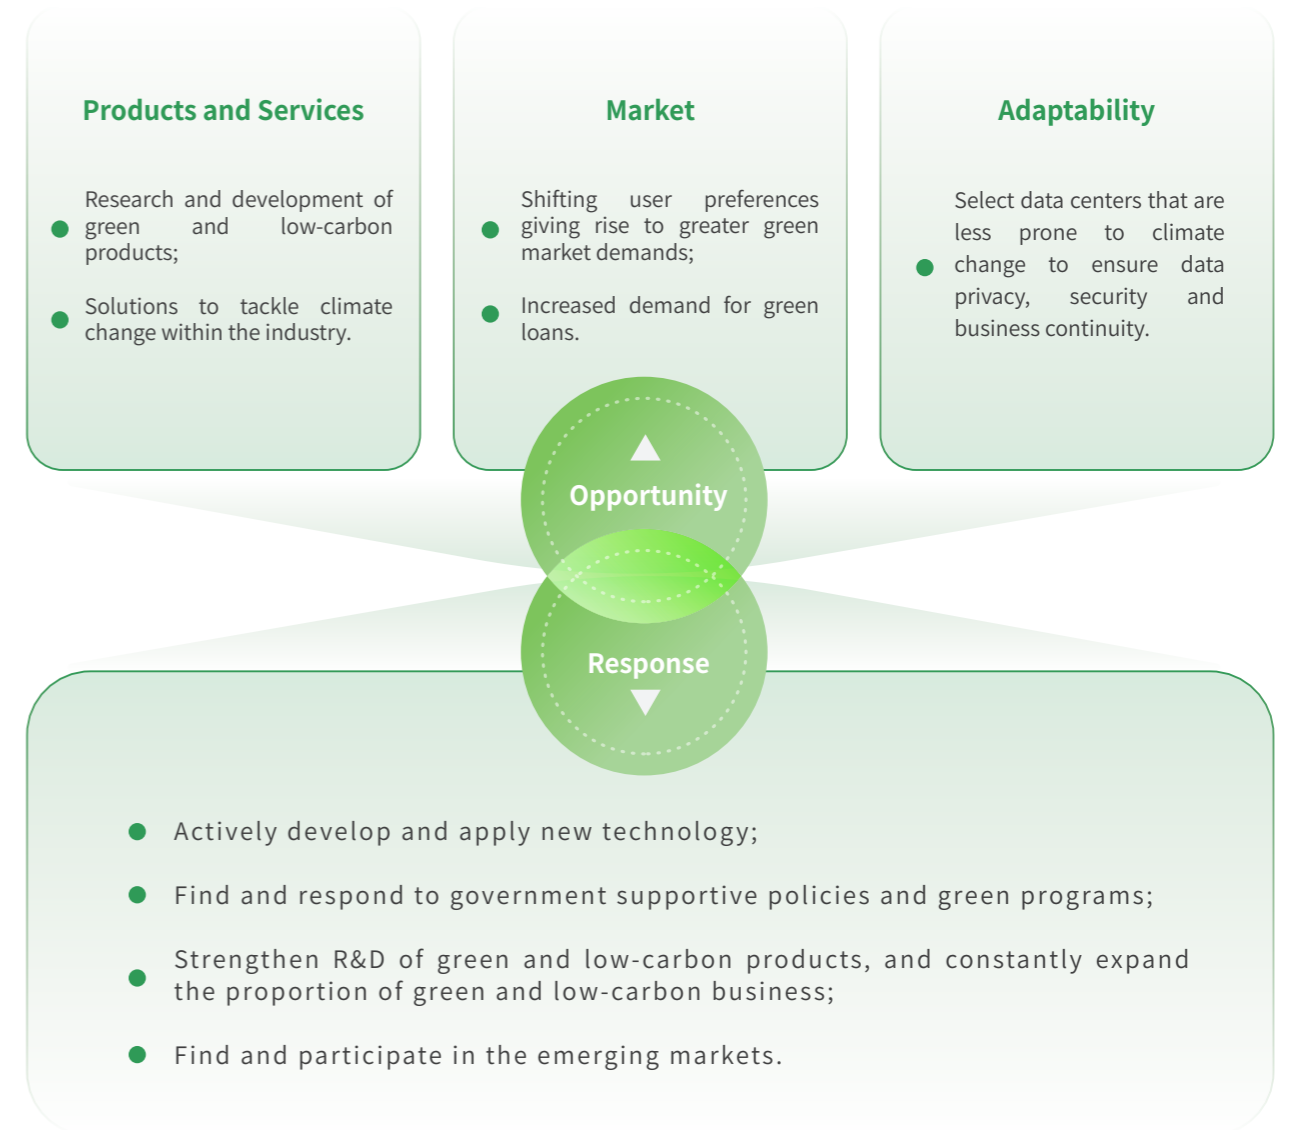 Products and Services
Research and development of
green and low-carbon
products;
Solutions to tackle climate
change within the industry.
Market
Shifting user preferences
giving rise to greater green
market demands;
Increased demand for green
loans.
Adaptability
Select data centers that are
less prone to climate
change to ensure data
privacy, security and
business continuity.
Opportunity
Response
Actively develop and apply new technology;
Find and respond to government supportive policies and green programs;
Strengthen R&D of green and low-carbon products, and constantly expand
the proportion of green and low-carbon business;
Find and participate in the emerging markets.